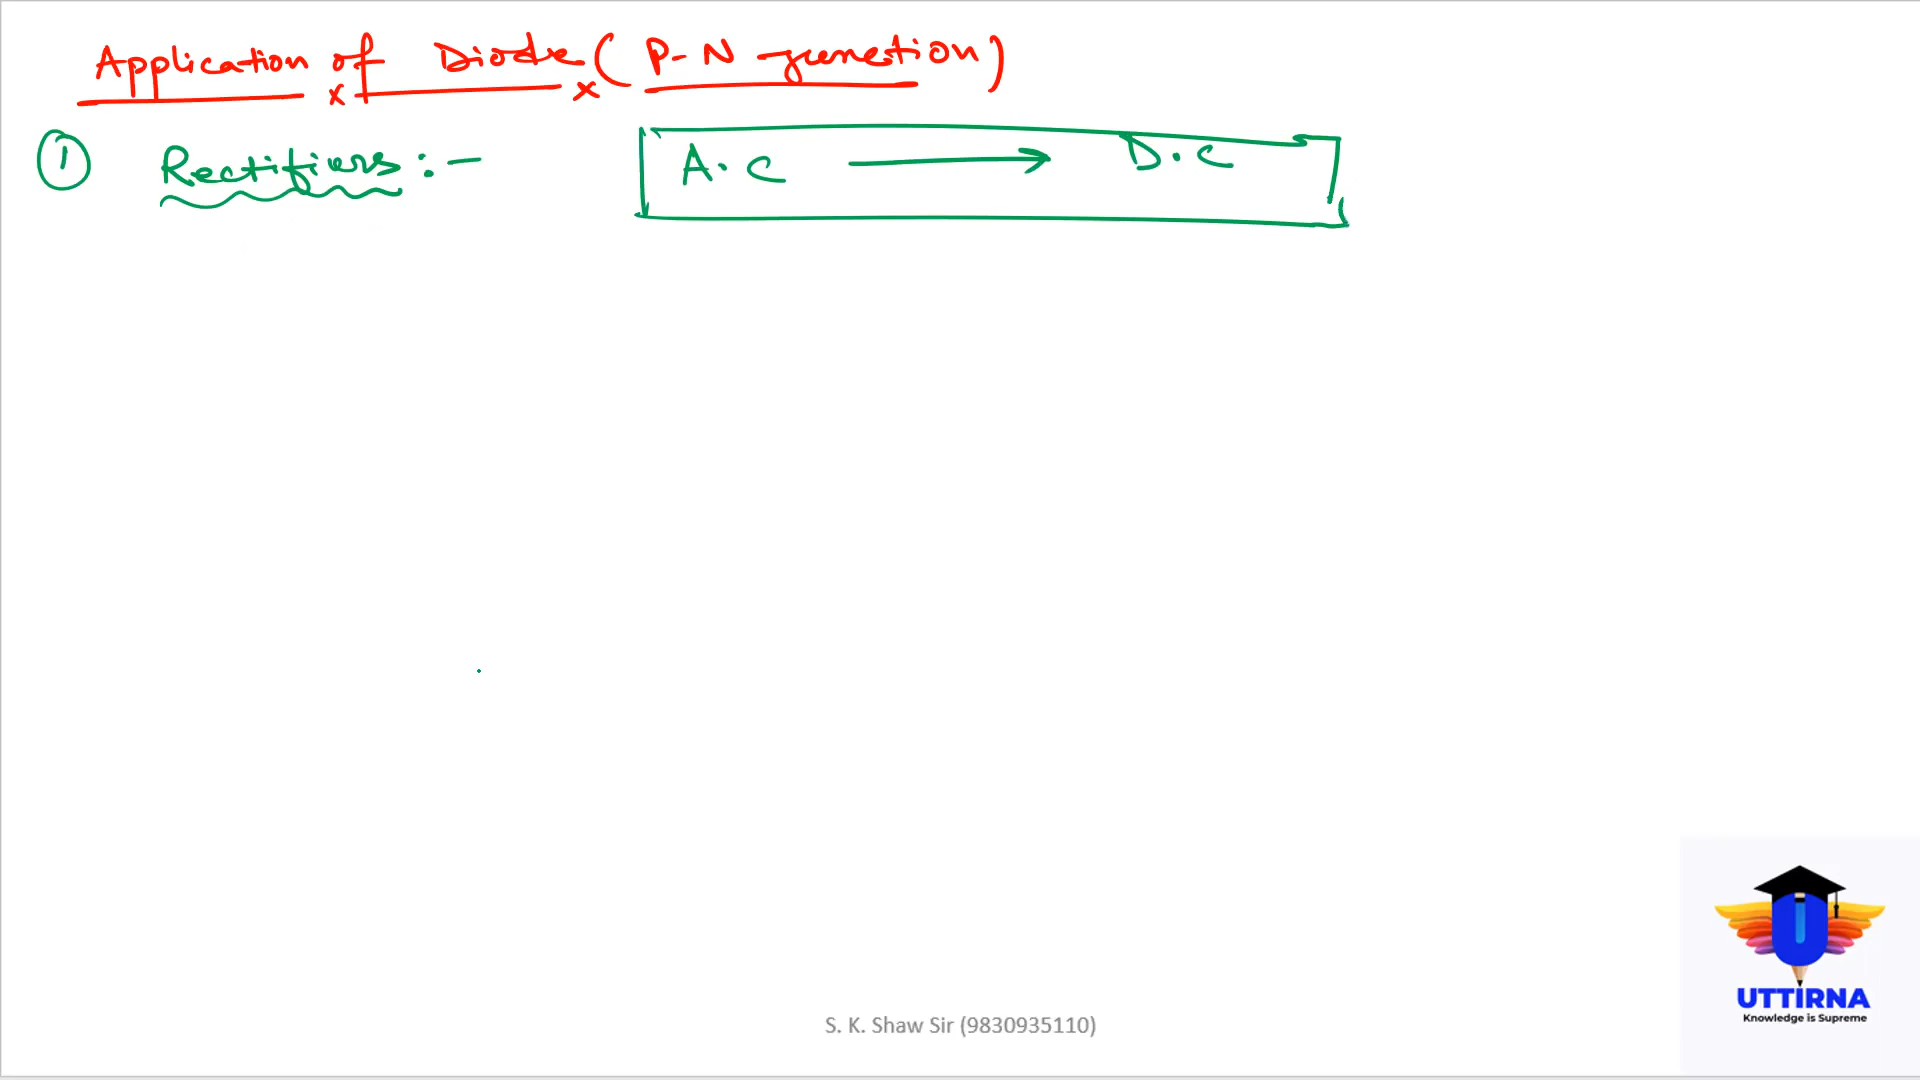 Application of Diode (P-N junction)
① Rectifiers :- A.C → D.C
S. K. Shaw Sir (9830935110)
UTTIRNA
Knowledge is Supreme